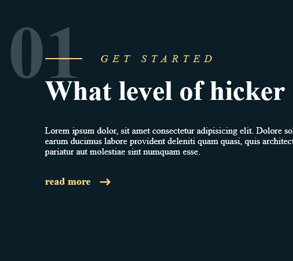 01
GET STARTED
What level of hicker
Lorem ipsum dolor, sit amet consectetur adipisicing elit. Dolore so
earum ducimus labore provident deleniti quam quasi, quis architect
pariatur aut molestiae sint numquam esse.
read more →